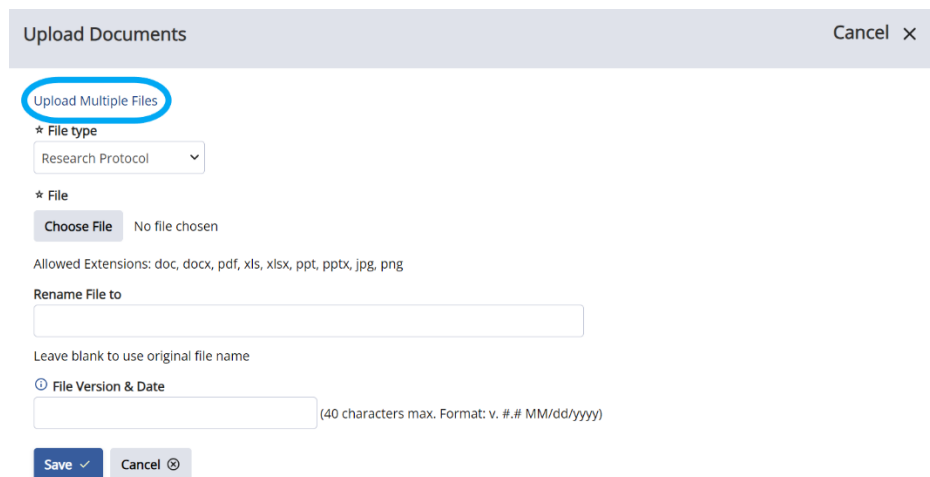 Upload Documents
Cancel ×
Upload Multiple Files
* File type
Research Protocol
* File
Choose File No file chosen
Allowed Extensions: doc, docx, pdf, xls, xlsx, ppt, pptx, jpg, png
Rename File to
Leave blank to use original file name
File Version & Date
(40 characters max. Format: v. #.# MM/dd/yyyy)
Save ✓ Cancel ⊗